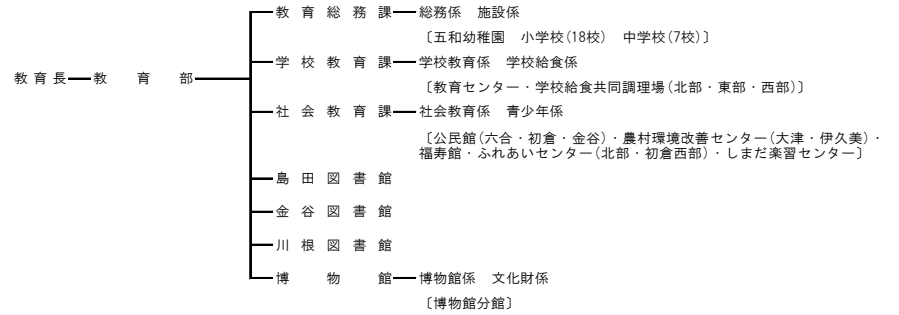 教育総務課 総務係 施設係
〔五和幼稚園 小学校(18校) 中学校(7校)〕
学校教育課 学校教育係 学校給食係
教育長 教育部
〔教育センター・学校給食共同調理場(北部・東部・西部)〕
社会教育課 社会教育係 青少年係
〔公民館(六合・初倉・金谷)・農村環境改善センター(大津・伊久美)・
福寿館・ふれあいセンター(北部・初倉西部)・しまだ楽習センター〕
島田図書館
金谷図書館
川根図書館
博物館 博物館係 文化財係
〔博物館分館〕